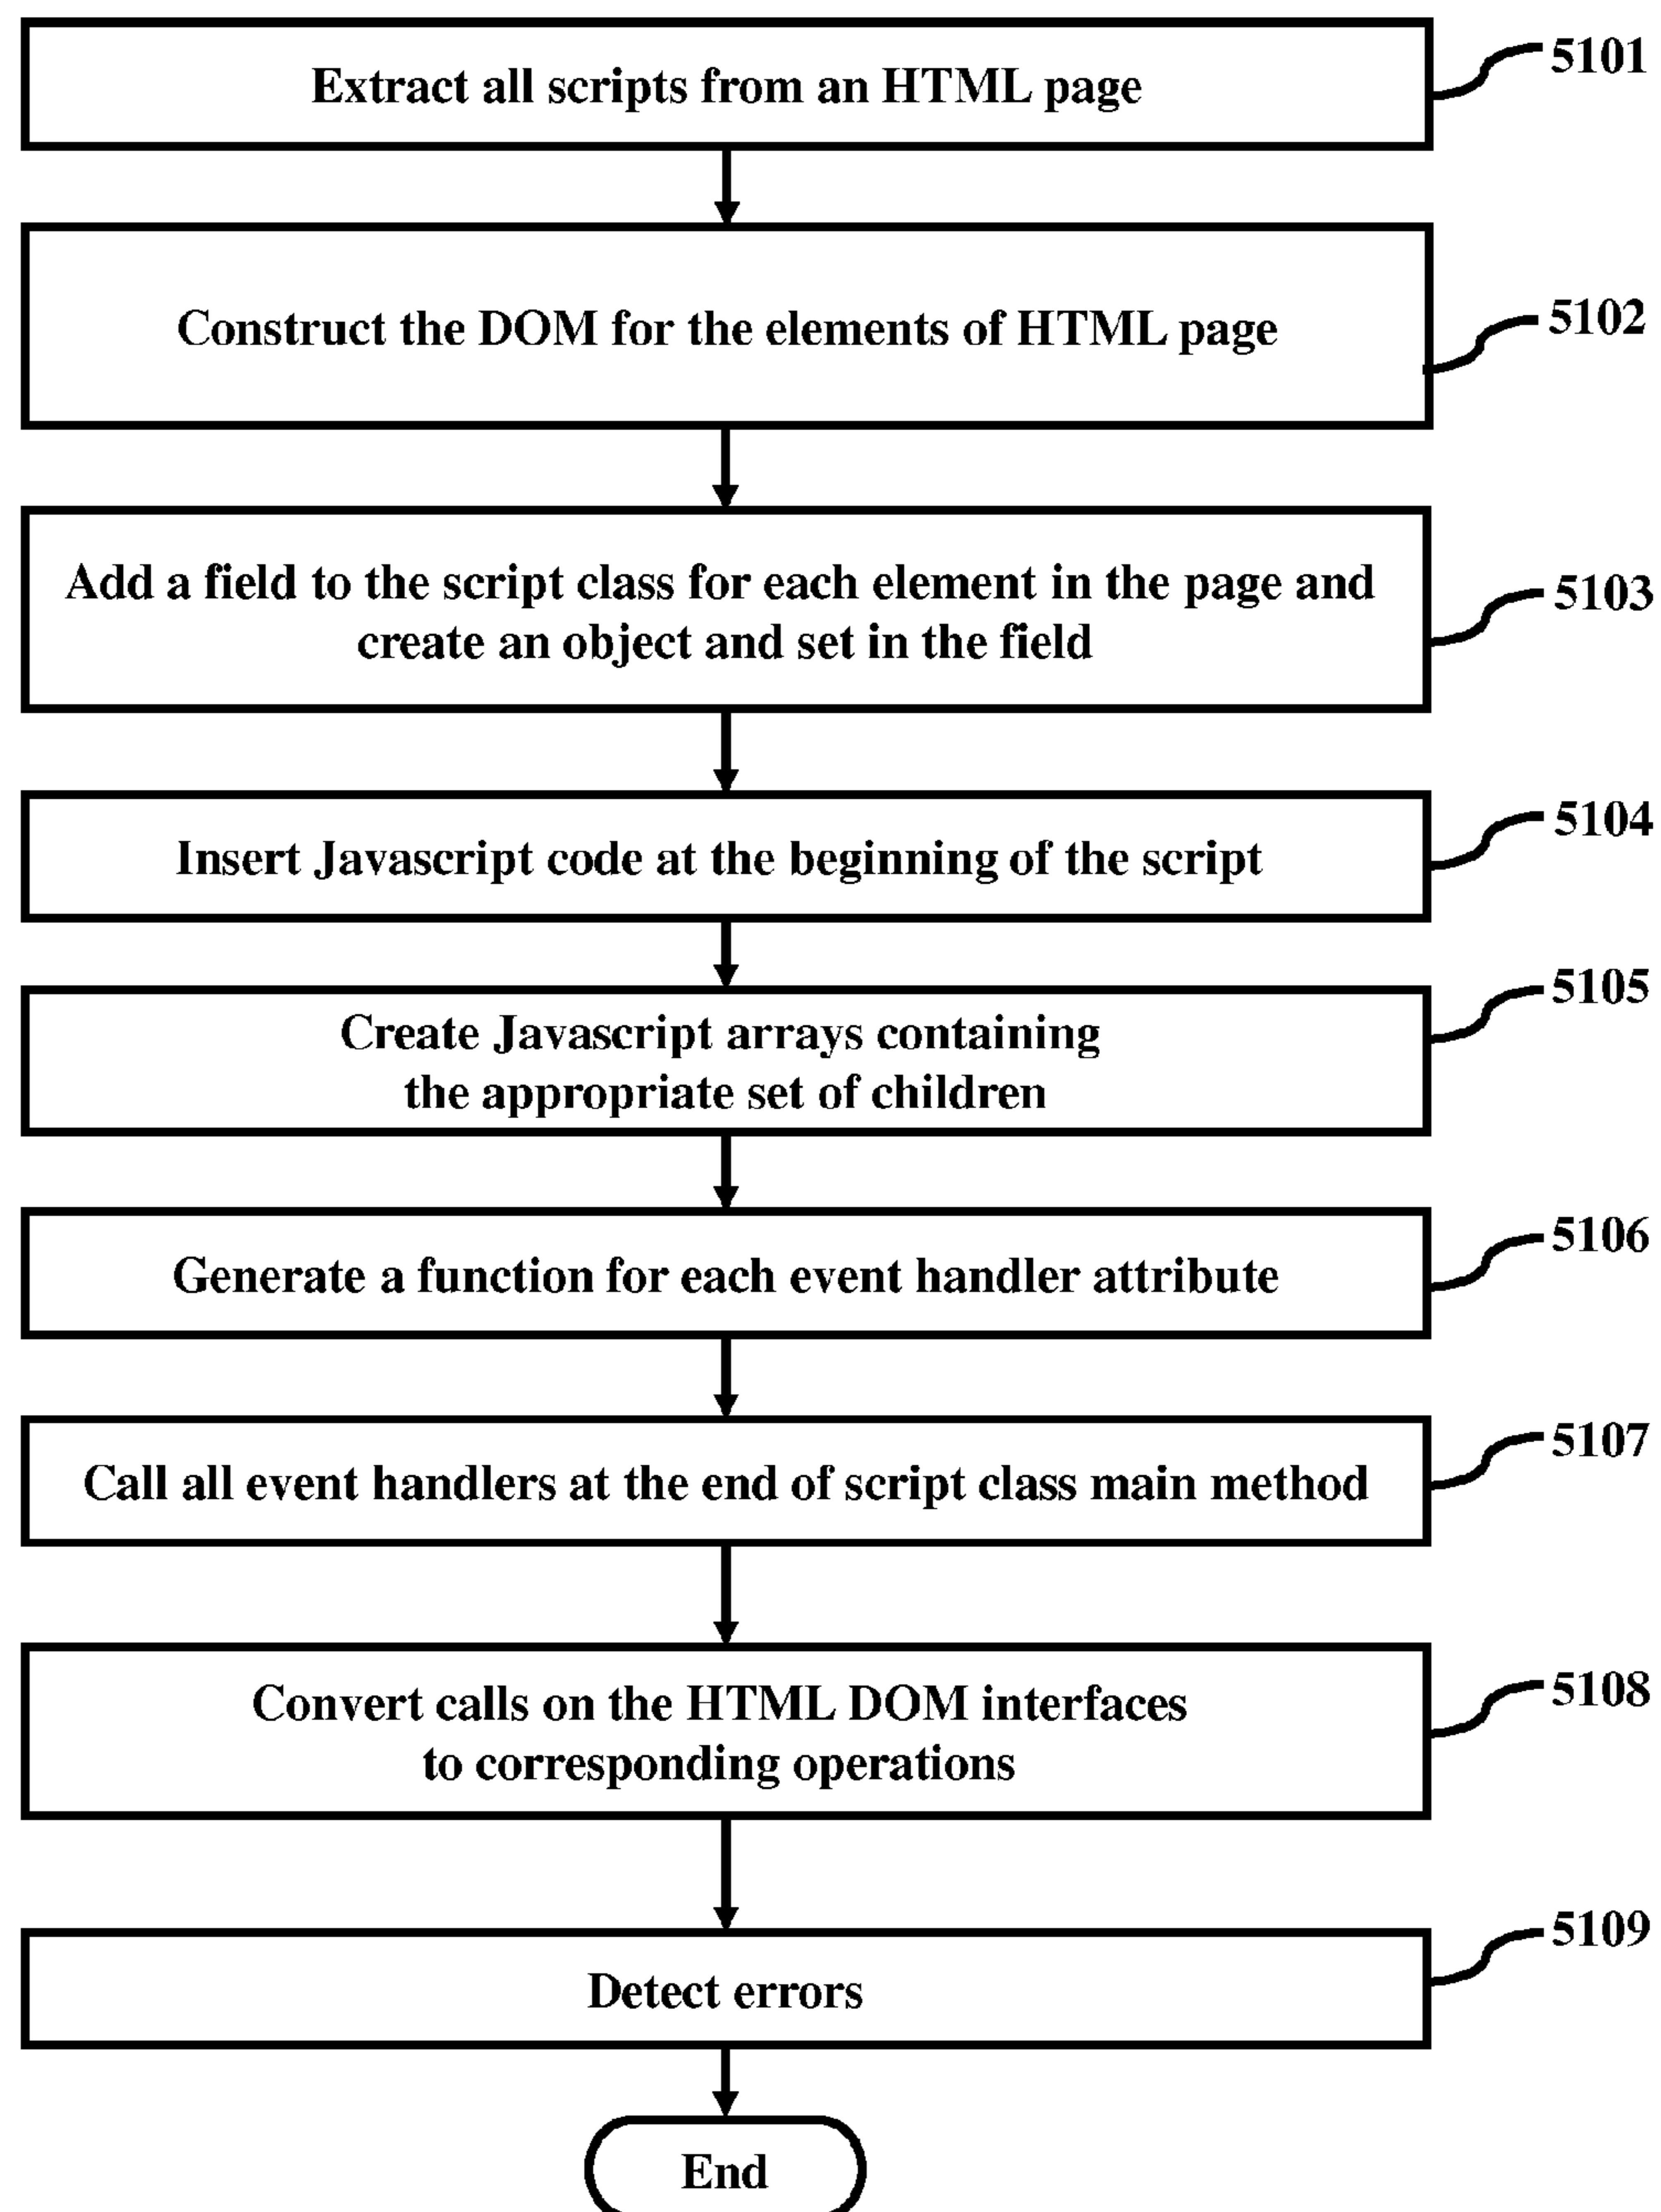 Extract all scripts from an HTML page
5101
Construct the DOM for the elements of HTML page
5102
Add a field to the script class for each element in the page and
create an object and set in the field
5103
Insert Javascript code at the beginning of the script
5104
Create Javascript arrays containing
the appropriate set of children
5105
Generate a function for each event handler attribute
5106
Call all event handlers at the end of script class main method
5107
Convert calls on the HTML DOM interfaces
to corresponding operations
5108
Detect errors
5109
End